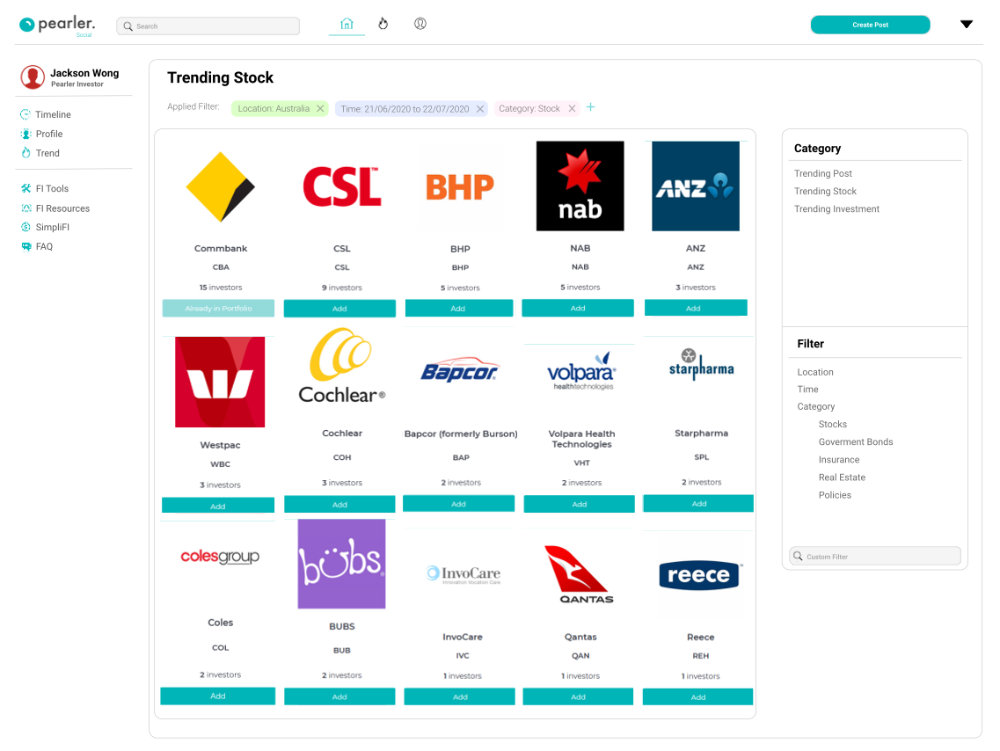 pearler.
Social
Search
Create Post
Jackson Wong
Pearler Investor
Timeline
Profile
Trend
FI Tools
FI Resources
SimpliFI
FAQ
Trending Stock
Applied Filter:
Location: Australia
Time: 21/06/2020 to 22/07/2020
Category: Stock
CSL™
BHP
nab
ANZ
Commbank
CSL
BHP
NAB
ANZ
CBA
CSL
BHP
NAB
ANZ
15 investors
9 investors
5 investors
5 investors
3 investors
Already in Portfolio
Add
Add
Add
Add
W
Cochlear®
Bapcor
volpara
healthtechnologies
starpharma
Westpac
Cochlear
Bapcor (formerly Burson)
Volpara Health
Technologies
Starpharma
WBC
COH
BAP
VHT
SPL
3 investors
3 investors
2 investors
2 investors
2 investors
Add
Add
Add
Add
Add
colesgroup
bübs
InvoCare
Innovation Vocation Care
QANTAS
reece™
Coles
BUBS
InvoCare
Qantas
Reece
COL
BUB
IVC
QAN
REH
2 investors
2 investors
1 investors
1 investors
1 investors
Add
Add
Add
Add
Add
Category
Trending Post
Trending Stock
Trending Investment
Filter
Location
Time
Category
Stocks
Goverment Bonds
Insurance
Real Estate
Policies
Custom Filter